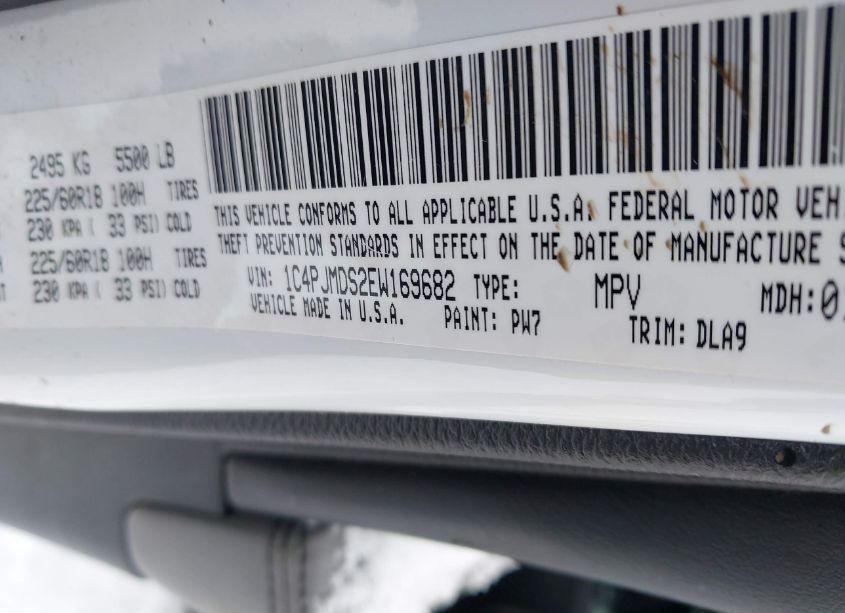 2495 KG 5500 LB
225/60R18 100H TIRES
230 KPA ( 33 PSI) COLD
225/60R18 100H TIRES
230 KPA ( 33 PSI) COLD
THIS VEHICLE CONFORMS TO ALL APPLICABLE U.S.A. FEDERAL MOTOR VEH
THEFT PREVENTION STANDARDS IN EFFECT ON THE DATE OF MANUFACTURE S
VIN: 1C4PJMDS2EW169682 TYPE: MPV MDH:0
VEHICLE MADE IN U.S.A. PAINT: PW7 TRIM: DLA9